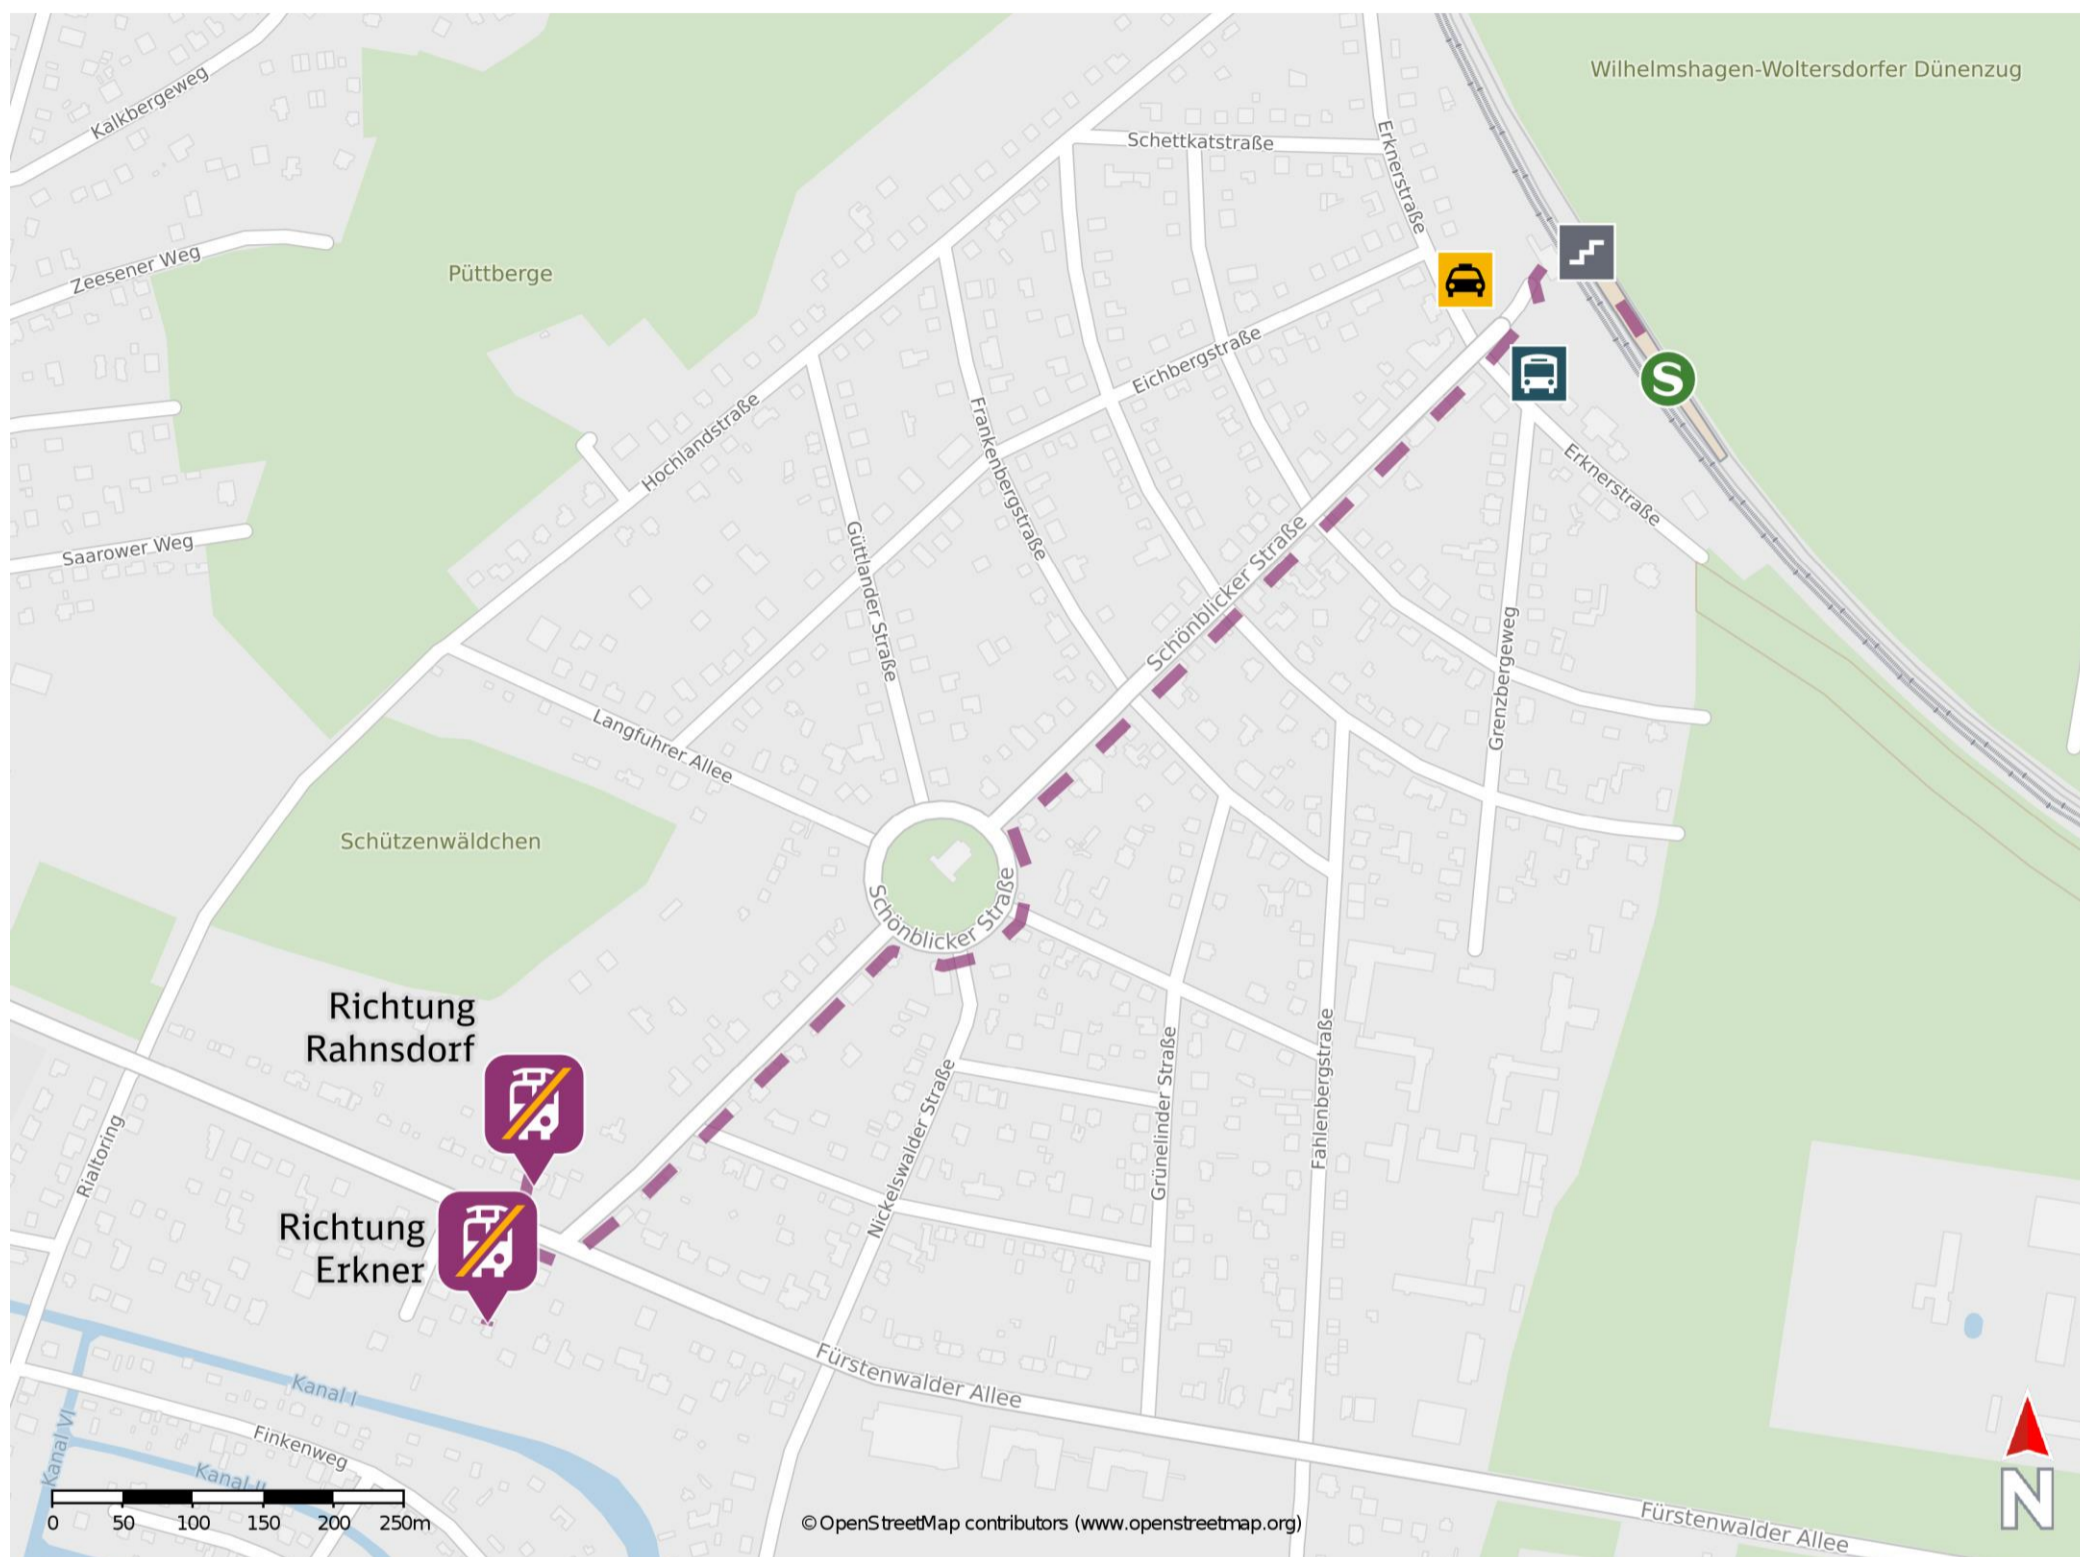 Wilhelmshagen-Woltersdorfer Dünenzug
Kalkbergeweg
Schettkatstraße
Erknerstraße
Zeesener Weg
Püttberge
Eichbergstraße
S
Hochlandstraße
Frankenbergstraße
Erknerstraße
Saarower Weg
Güttlander Straße
Schönblicker Straße
Grenzbergeweg
Langfuhrer Allee
Schützenwäldchen
Schönblicker Straße
Richtung
Rahnsdorf
Rialtoring
Nickelswalder Straße
Grünelinder Straße
Fahlenbergstraße
Richtung
Erkner
Fürstenwalder Allee
Kanal I
Finkenweg
Kanal VI
Kanal II
0 50 100 150 200 250m
© OpenStreetMap contributors (www.openstreetmap.org)
Fürstenwalder Allee
N